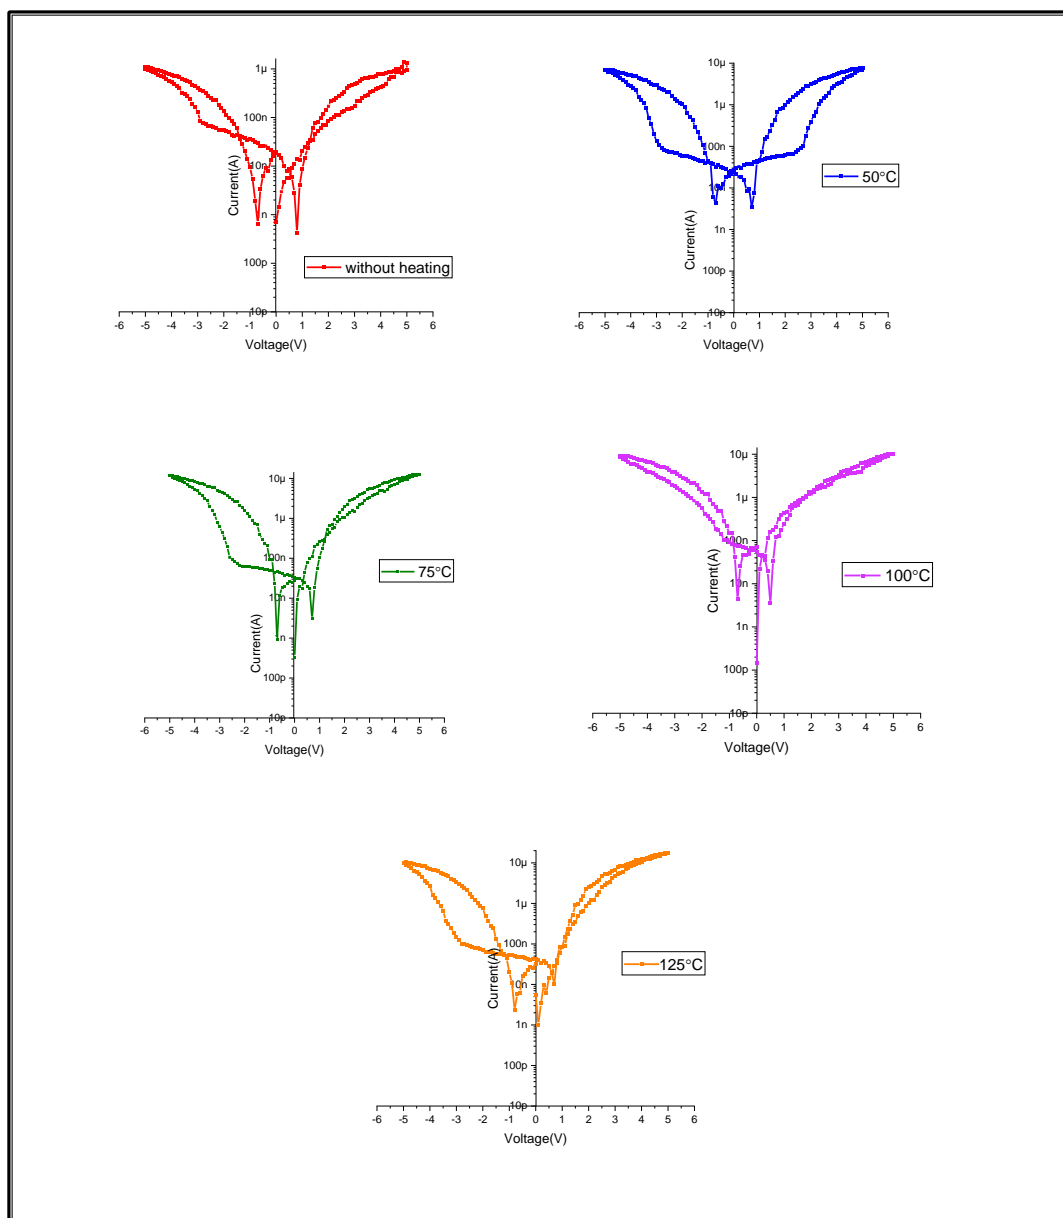 1µ
100n
10n
1n
100p
10p
Current(A)
without heating
-6 -5 -4 -3 -2 -1 0 1 2 3 4 5 6
Voltage(V)
10µ
1µ
100n
10n
1n
100p
10p
Current(A)
50°C
-6 -5 -4 -3 -2 -1 0 1 2 3 4 5 6
Voltage(V)
10µ
1µ
100n
10n
1n
100p
10p
Current(A)
75°C
-6 -5 -4 -3 -2 -1 0 1 2 3 4 5 6
Voltage(V)
10µ
1µ
100n
10n
1n
100p
10p
Current(A)
100°C
-6 -5 -4 -3 -2 -1 0 1 2 3 4 5 6
Voltage(V)
10µ
1µ
100n
10n
1n
100p
10p
Current(A)
125°C
-6 -5 -4 -3 -2 -1 0 1 2 3 4 5 6
Voltage(V)